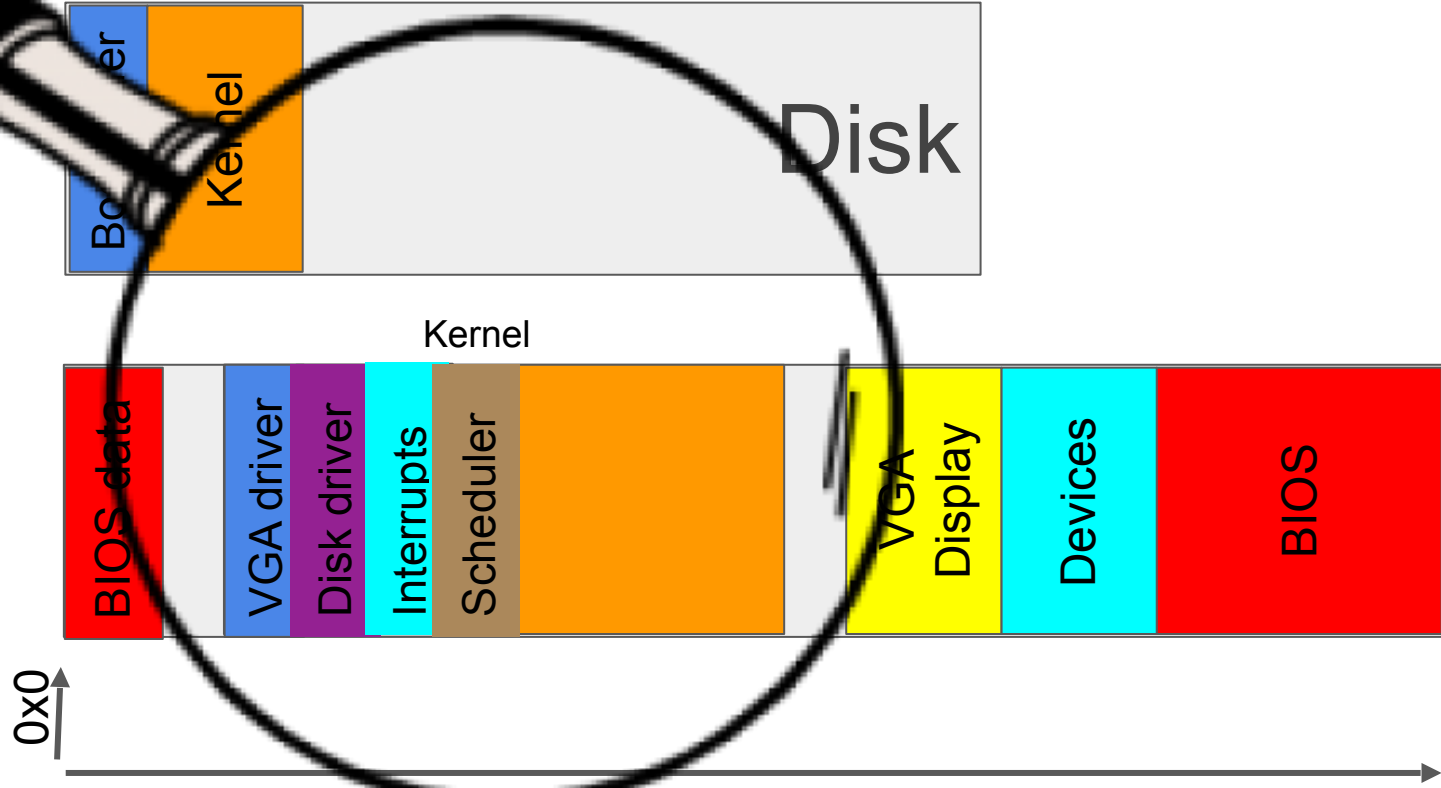 Kernel
Disk
Kernel
BIOS data
VGA driver
Disk driver
Interrupts
Scheduler
VGA
Display
Devices
BIOS
0x0